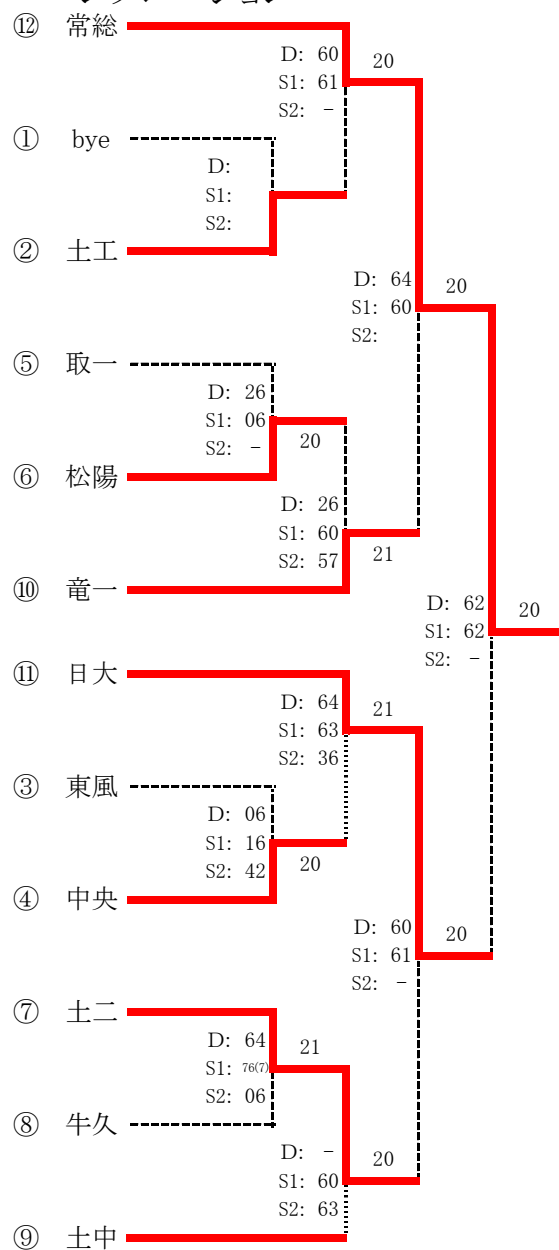 ⑫ 常総
D: 60
S1: 61
S2: -
20
① bye
D:
S1:
S2:
② 土工
D: 64
S1: 60
S2:
20
⑤ 取一
D: 26
S1: 06
S2: -
20
⑥ 松陽
D: 26
S1: 60
S2: 57
21
⑩ 竜一
D: 62
S1: 62
S2: -
20
⑪ 日大
D: 64
S1: 63
S2: 36
21
③ 東風
D: 06
S1: 16
S2: 42
20
④ 中央
D: 60
S1: 61
S2: -
20
⑦ 土二
D: 64
S1: 76(7)
S2: 06
21
⑧ 牛久
D: -
S1: 60
S2: 63
20
⑨ 土中